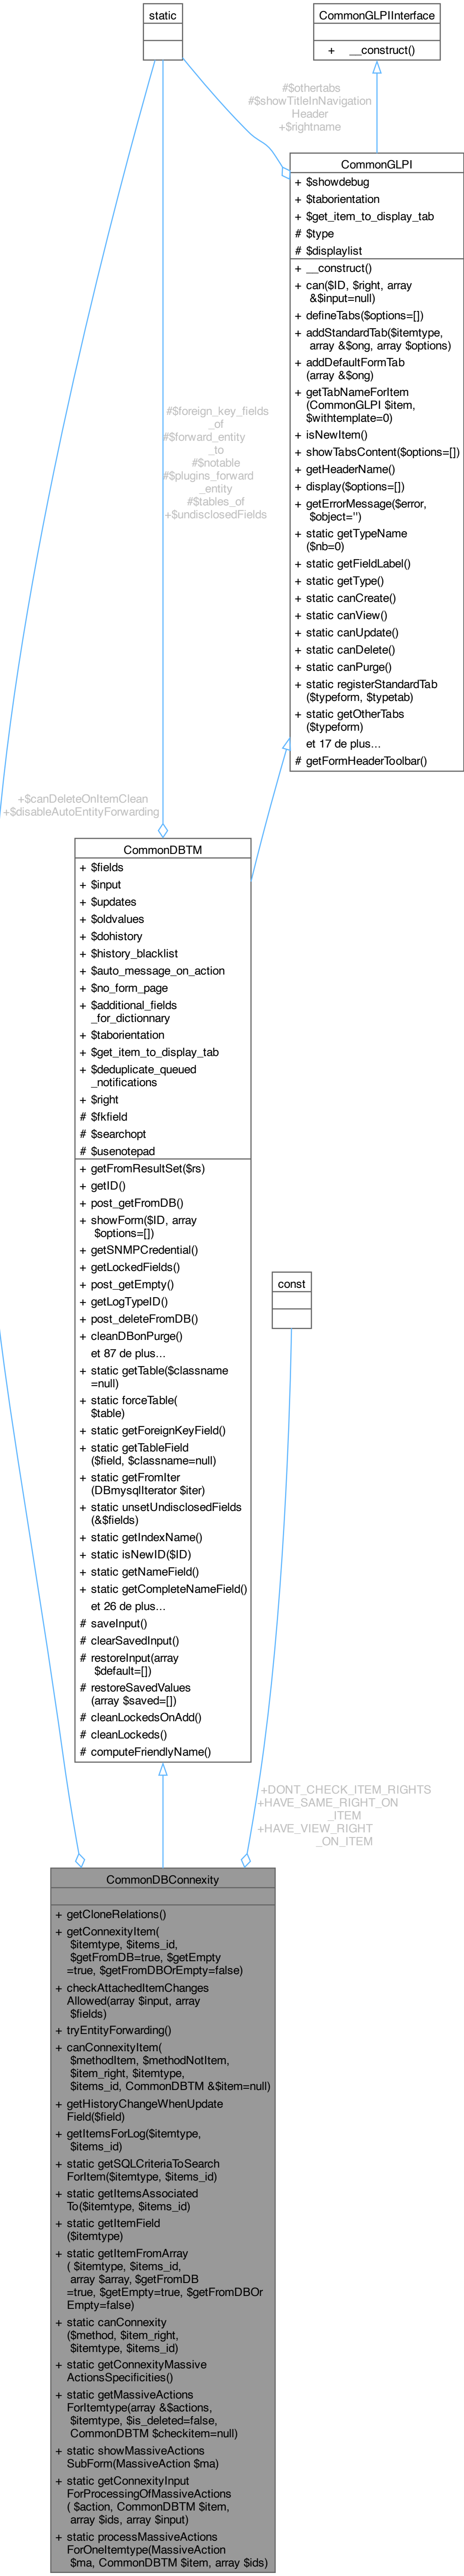 static
CommonGLPIInterface
+ __construct()
#$othertabs
#$showTitleInNavigation
Header
+$rightname
CommonGLPI
+ $showdebug
+ $taborientation
+ $get_item_to_display_tab
# $type
# $displaylist
+ __construct()
+ can($ID, $right, array
&$input=null)
+ defineTabs($options=[])
+ addStandardTab($itemtype,
array &$ong, array $options)
+ addDefaultFormTab
(array &$ong)
+ getTabNameForItem
(CommonGLPI $item,
$withtemplate=0)
+ isNewItem()
+ showTabsContent($options=[])
+ getHeaderName()
+ display($options=[])
+ getErrorMessage($error,
$object='')
+ static getTypeName
($nb=0)
+ static getFieldLabel()
+ static getType()
+ static canCreate()
+ static canView()
+ static canUpdate()
+ static canDelete()
+ static canPurge()
+ static registerStandardTab
($typeform, $typetab)
+ static getOtherTabs
($typeform)
et 17 de plus...
# getFormHeaderToolbar()
#$foreign_key_fields
_of
#$forward_entity
_to
#$notable
#$plugins_forward
_entity
#$tables_of
+$undisclosedFields
+$canDeleteOnItemClean
+$disableAutoEntityForwarding
CommonDBTM
+ $fields
+ $input
+ $updates
+ $oldvalues
+ $dohistory
+ $history_blacklist
+ $auto_message_on_action
+ $no_form_page
+ $additional_fields
_for_dictionnary
+ $taborientation
+ $get_item_to_display_tab
+ $deduplicate_queued
_notifications
+ $right
# $fkfield
# $searchopt
# $usenotepad
+ getFromResultSet($rs)
+ getID()
+ post_getFromDB()
+ showForm($ID, array
$options=[])
+ getSNMPCredential()
+ getLockedFields()
+ post_getEmpty()
+ getLogTypeID()
+ post_deleteFromDB()
+ cleanDBonPurge()
et 87 de plus...
+ static getTable($classname
=null)
+ static forceTable(
$table)
+ static getForeignKeyField()
+ static getTableField
($field, $classname=null)
+ static getFromIter
(DBmysqlIterator $iter)
+ static unsetUndisclosedFields
(&$fields)
+ static getIndexName()
+ static isNewID($ID)
+ static getNameField()
+ static getCompleteNameField()
et 26 de plus...
# saveInput()
# clearSavedInput()
# restoreInput(array
$default=[])
# restoreSavedValues
(array $saved=[])
# cleanLockedsOnAdd()
# cleanLockeds()
# computeFriendlyName()
const
+DONT_CHECK_ITEM_RIGHTS
+HAVE_SAME_RIGHT_ON
_ITEM
+HAVE_VIEW_RIGHT
_ON_ITEM
CommonDBConnexity
+ getCloneRelations()
+ getConnexityItem(
$itemtype, $items_id,
$getFromDB=true, $getEmpty
=true, $getFromDBOrEmpty=false)
+ checkAttachedItemChanges
Allowed(array $input, array
$fields)
+ tryEntityForwarding()
+ canConnexityItem(
$methodItem, $methodNotItem,
$item_right, $itemtype,
$items_id, CommonDBTM &$item=null)
+ getHistoryChangeWhenUpdate
Field($field)
+ getItemsForLog($itemtype,
$items_id)
+ static getSQLCriteriaToSearch
ForItem($itemtype, $items_id)
+ static getItemsAssociated
To($itemtype, $items_id)
+ static getItemField
($itemtype)
+ static getItemFromArray
( $itemtype, $items_id,
array $array, $getFromDB
=true, $getEmpty=true, $getFromDBOr
Empty=false)
+ static canConnexity
($method, $item_right,
$itemtype, $items_id)
+ static getConnexityMassive
ActionsSpecificities()
+ static getMassiveActions
ForItemtype(array &$actions,
$itemtype, $is_deleted=false,
CommonDBTM $checkitem=null)
+ static showMassiveActions
SubForm(MassiveAction $ma)
+ static getConnexityInput
ForProcessingOfMassiveActions
( $action, CommonDBTM $item,
array $ids, array $input)
+ static processMassiveActions
ForOneItemtype(MassiveAction
$ma, CommonDBTM $item, array $ids)